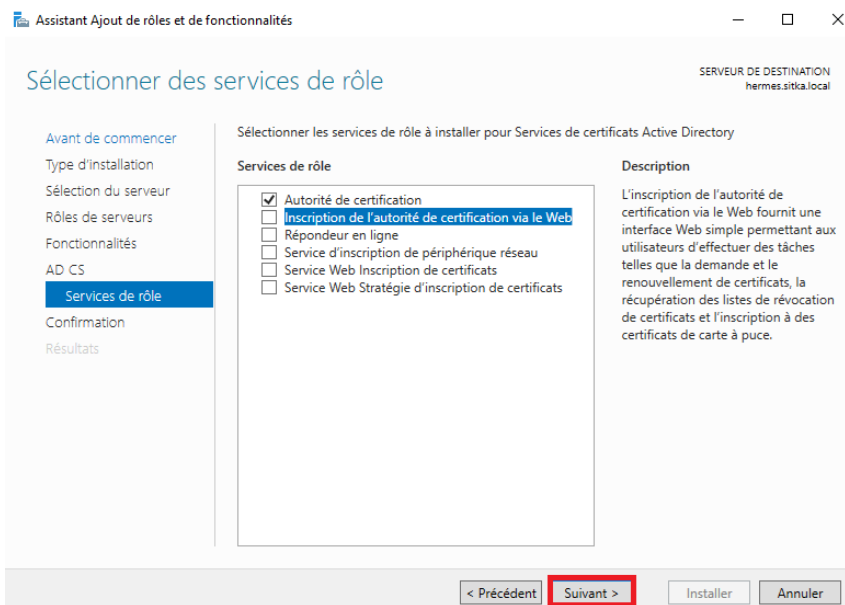 Assistant Ajout de rôles et de fonctionnalités
Sélectionner des services de rôle
SERVEUR DE DESTINATION
hermes.sitka.local
Avant de commencer
Type d'installation
Sélection du serveur
Rôles de serveurs
Fonctionnalités
AD CS
Services de rôle
Confirmation
Résultats
Sélectionner les services de rôle à installer pour Services de certificats Active Directory
Services de rôle
Autorité de certification
Inscription de l'autorité de certification via le Web
Répondeur en ligne
Service d'inscription de périphérique réseau
Service Web Inscription de certificats
Service Web Stratégie d'inscription de certificats
Description
L'inscription de l'autorité de
certification via le Web fournit une
interface Web simple permettant aux
utilisateurs d'effectuer des tâches
telles que la demande et le
renouvellement de certificats, la
récupération des listes de révocation
de certificats et l'inscription à des
certificats de carte à puce.
< Précédent
Suivant >
Installer
Annuler